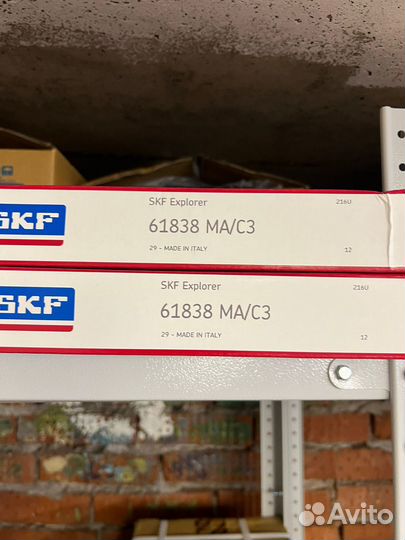 SKF
SKF Explorer
216U
61838 MA/C3
29 - MADE IN ITALY
12
SKF
SKF Explorer
216U
61838 MA/C3
29 - MADE IN ITALY
12
Avito